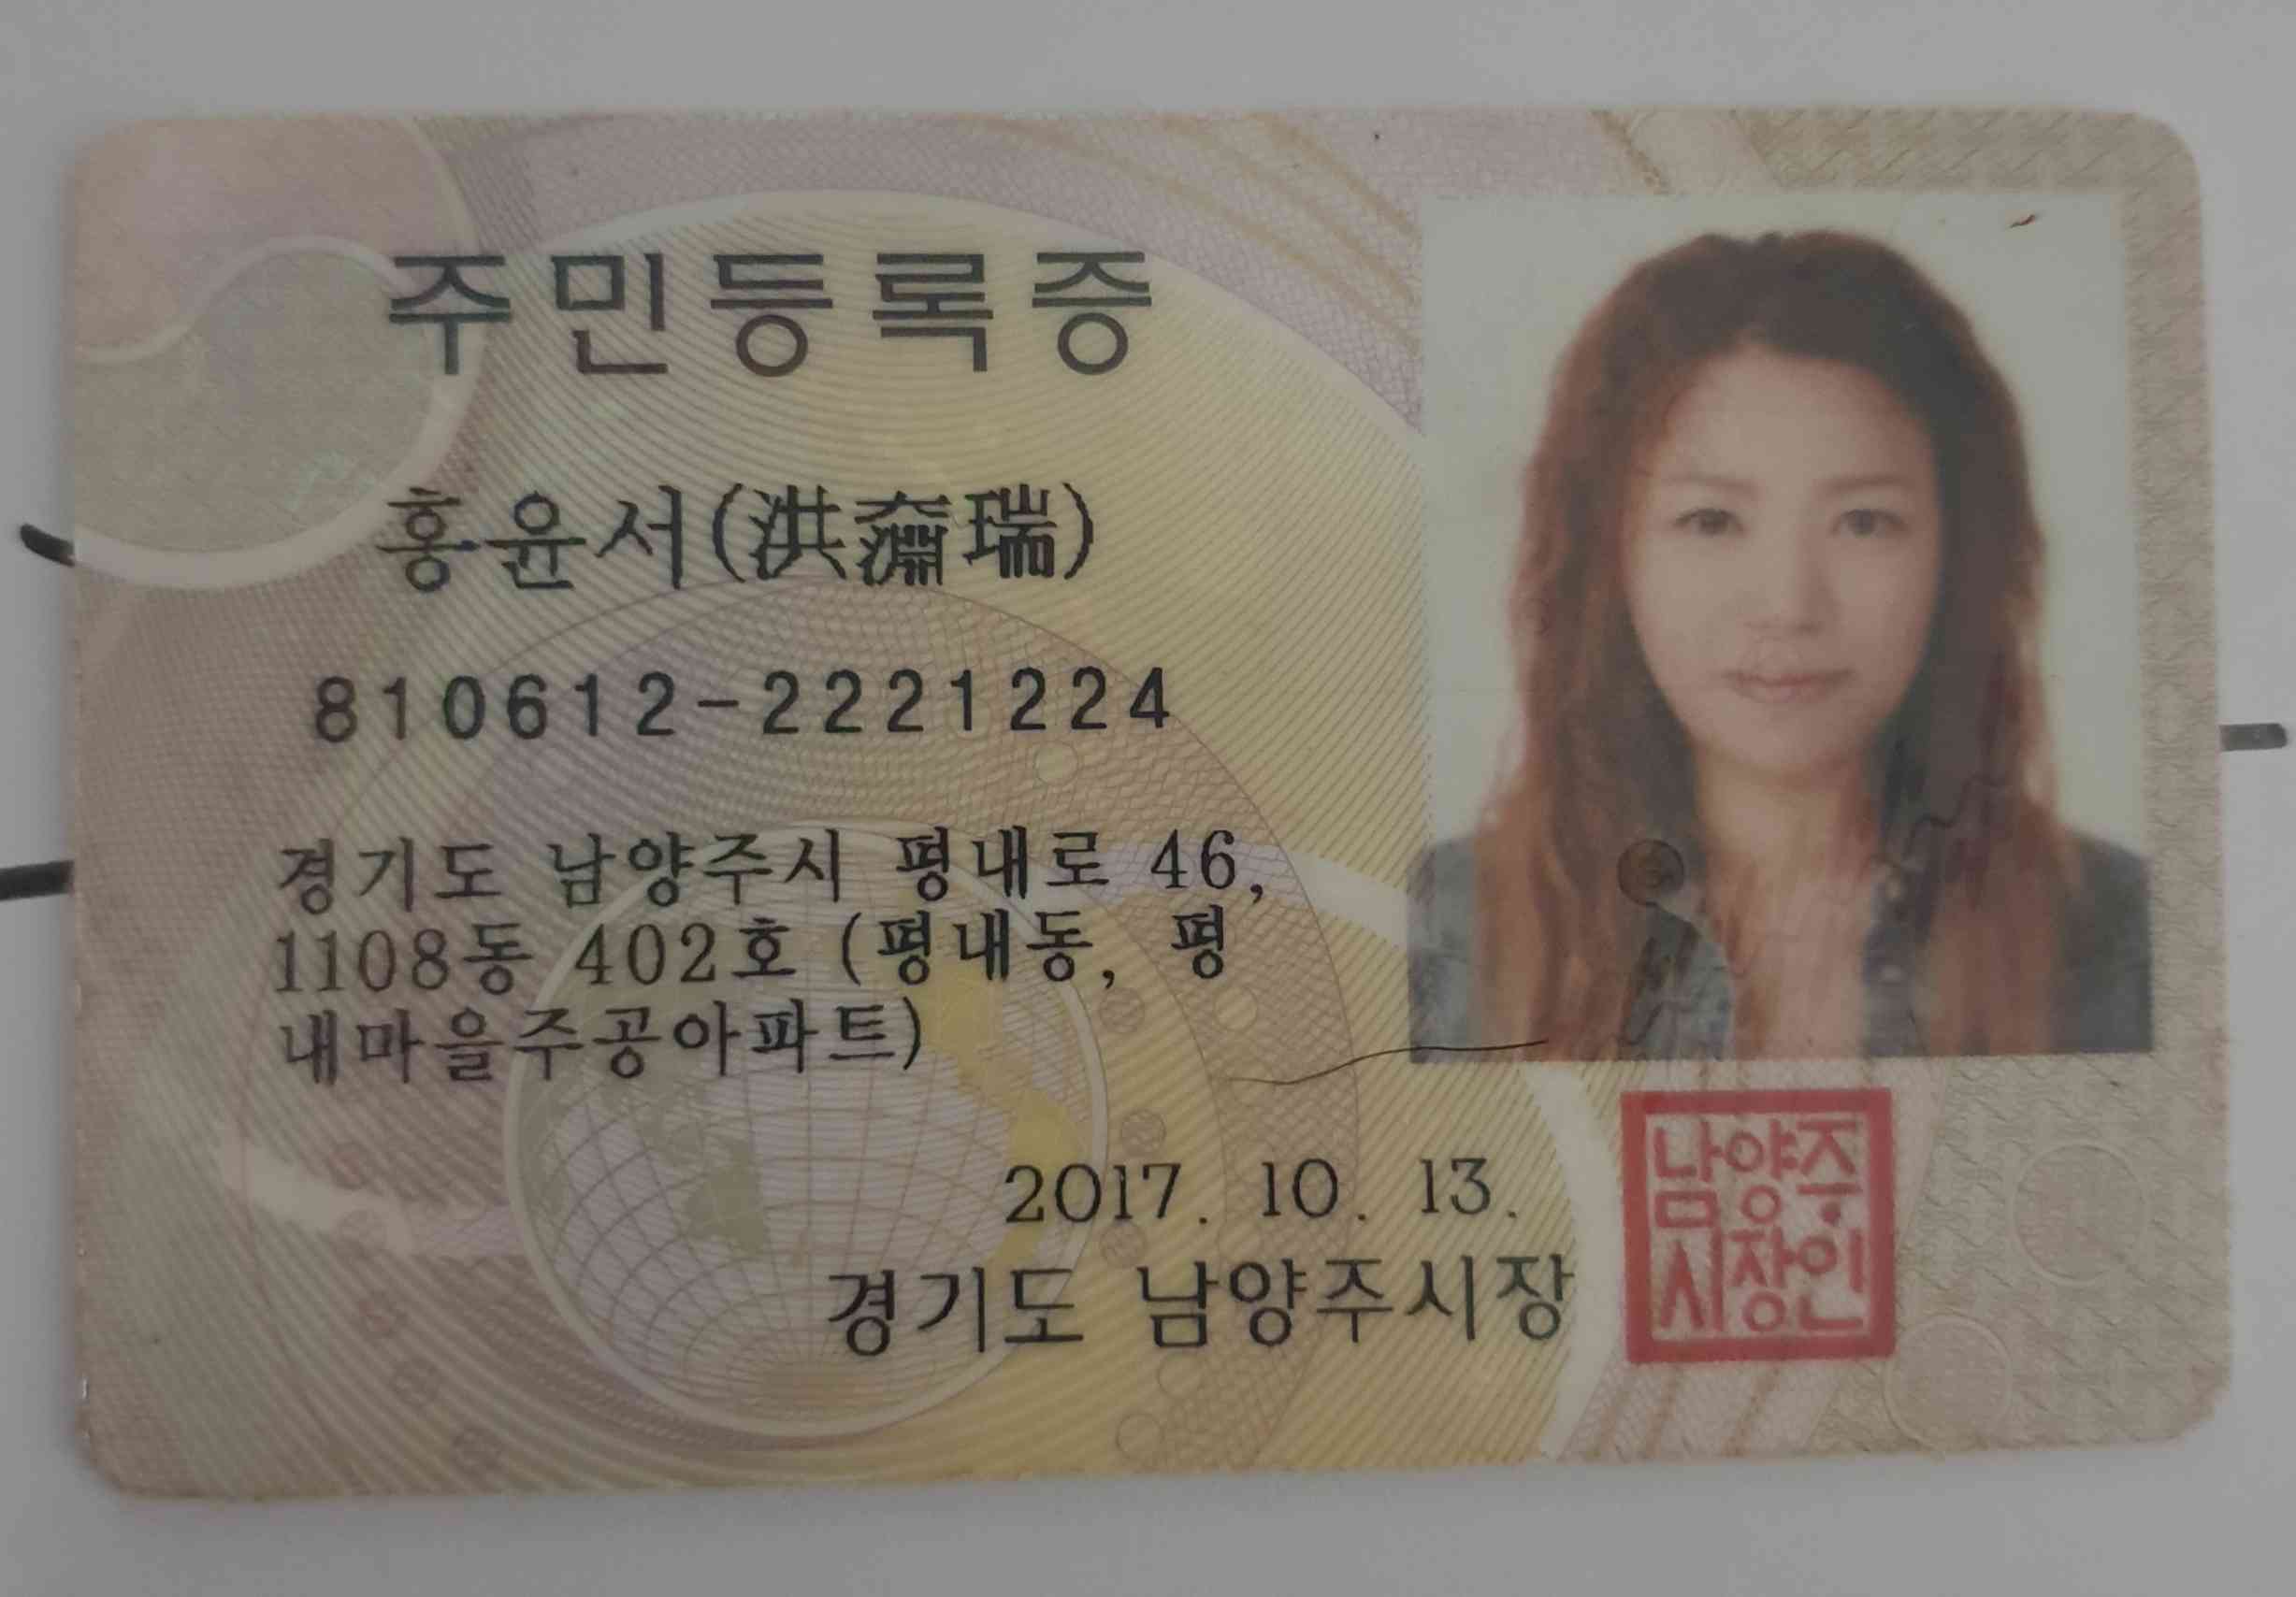 주민등록증
홍윤서(洪奫瑞)
810612-2221224
경기도 남양주시 평내로 46,
1108동 402호 (평내동, 평
내마을주공아파트)
2017. 10. 13.
경기도 남양주시장
남양주
시장인